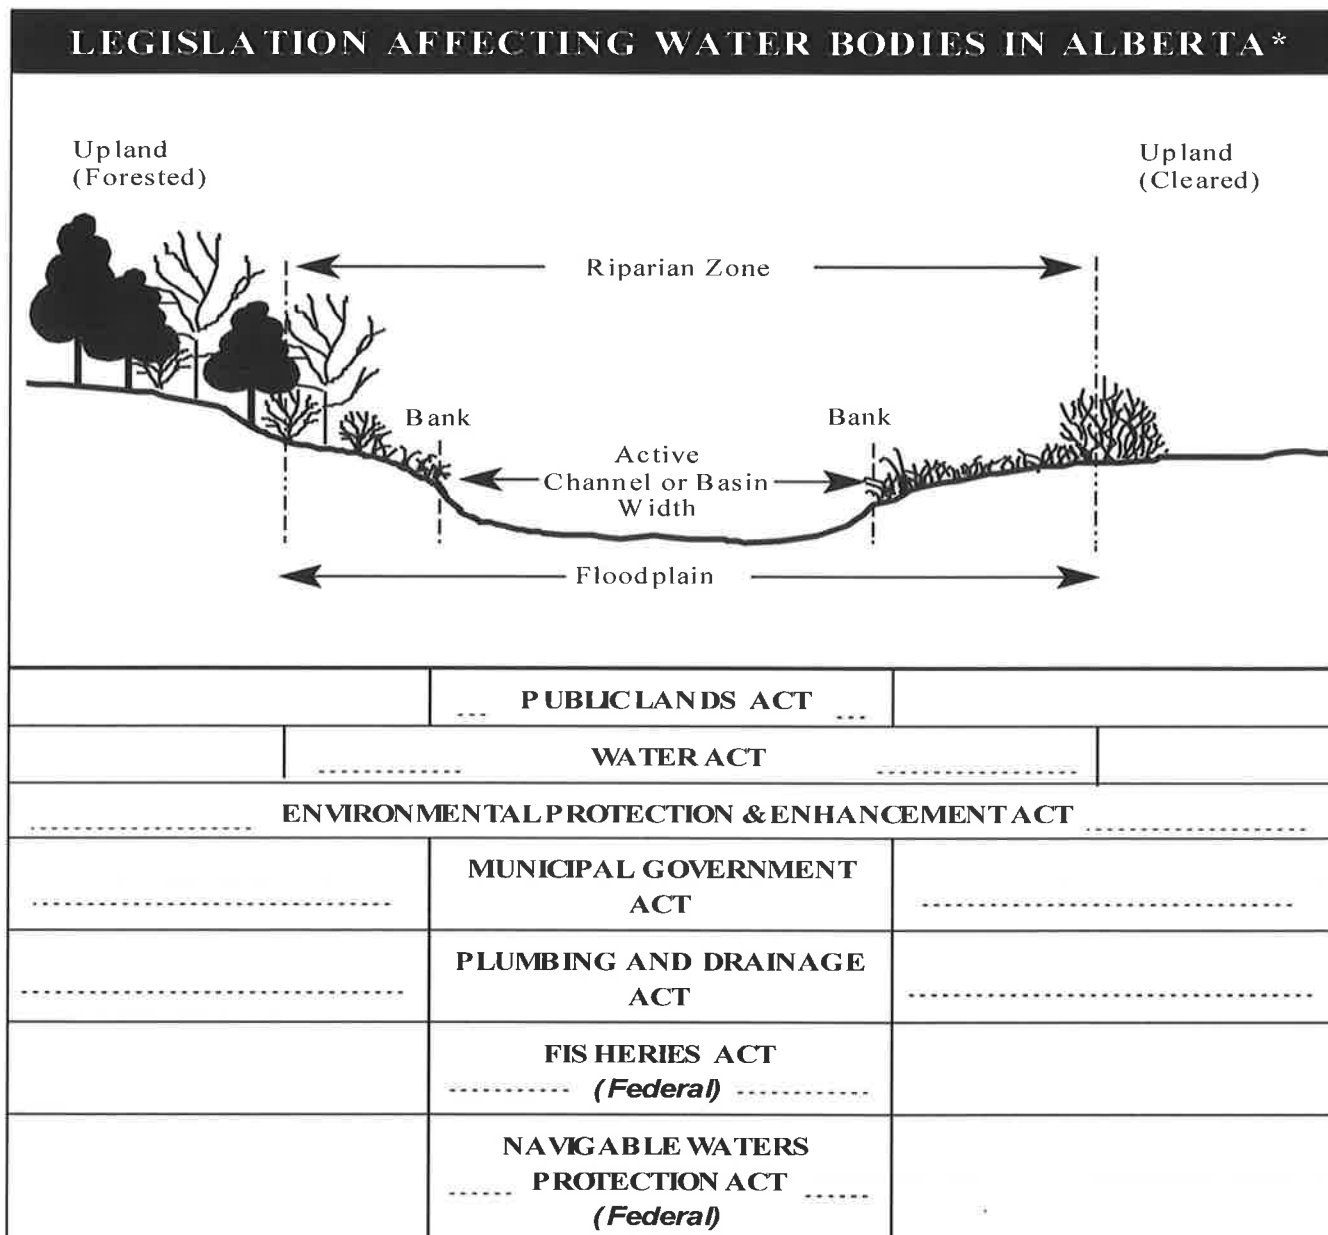 LEGISLATION AFFECTING WATER BODIES IN ALBERTA*
Upland
(Forested)
Upland
(Cleared)
Riparian Zone
Bank
Bank
Active
Channel or Basin
Width
Floodplain
PUBLIC LANDS ACT
WATER ACT
ENVIRONMENTAL PROTECTION & ENHANCEMENT ACT
MUNICIPAL GOVERNMENT
ACT
PLUMBING AND DRAINAGE
ACT
FISHERIES ACT
(Federal)
NAVIGABLE WATERS
PROTECTION ACT
(Federal)